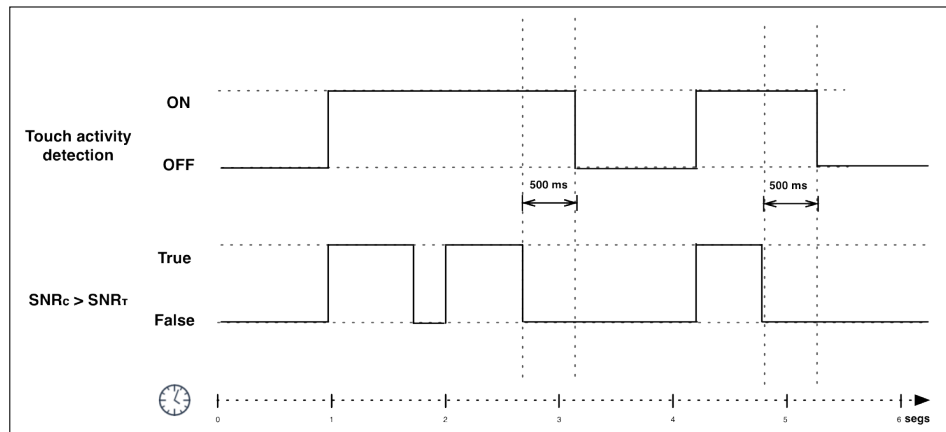 ON
Touch activity
detection
OFF
500 ms
500 ms
True
SNRC > SNRT
False
0 1 2 3 4 5 6 segs